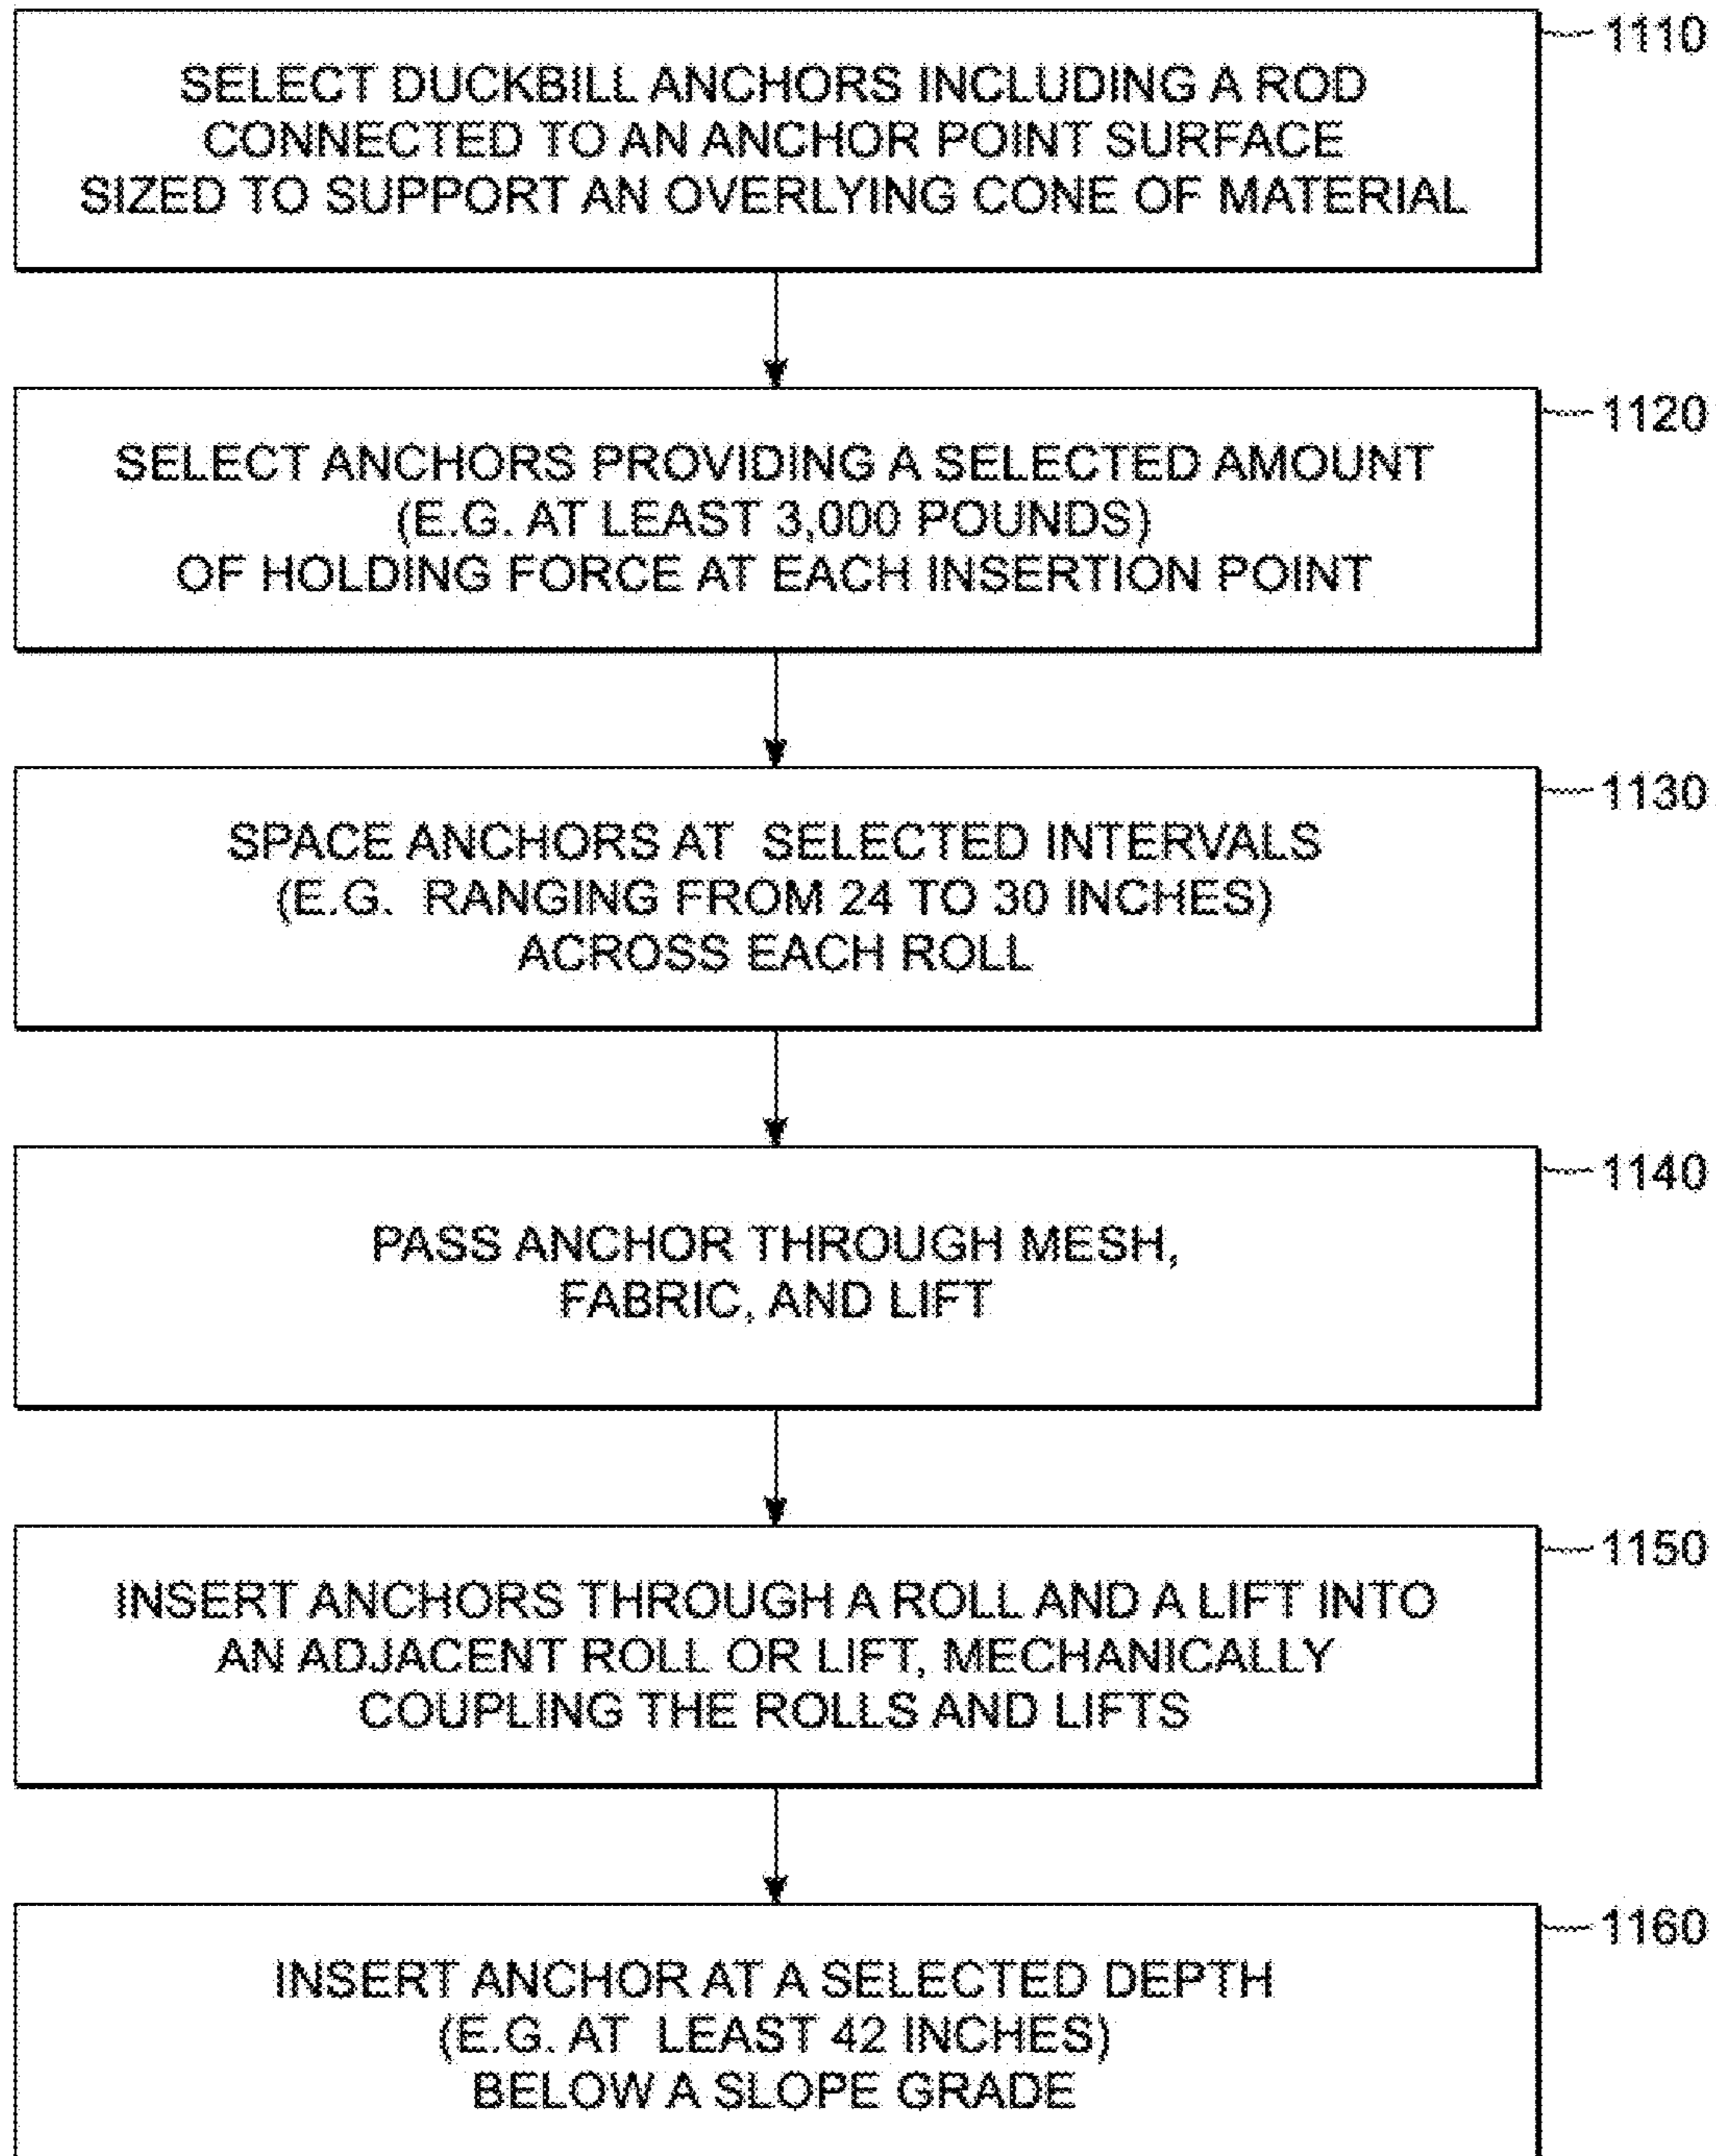 1110
SELECT DUCKBILL ANCHORS INCLUDING A ROD
CONNECTED TO AN ANCHOR POINT SURFACE
SIZED TO SUPPORT AN OVERLYING CONE OF MATERIAL
1120
SELECT ANCHORS PROVIDING A SELECTED AMOUNT
(E.G. AT LEAST 3,000 POUNDS)
OF HOLDING FORCE AT EACH INSERTION POINT
1130
SPACE ANCHORS AT SELECTED INTERVALS
(E.G. RANGING FROM 24 TO 30 INCHES)
ACROSS EACH ROLL
1140
PASS ANCHOR THROUGH MESH,
FABRIC, AND LIFT
1150
INSERT ANCHORS THROUGH A ROLL AND A LIFT INTO
AN ADJACENT ROLL OR LIFT, MECHANICALLY
COUPLING THE ROLLS AND LIFTS
1160
INSERT ANCHOR AT A SELECTED DEPTH
(E.G. AT LEAST 42 INCHES)
BELOW A SLOPE GRADE